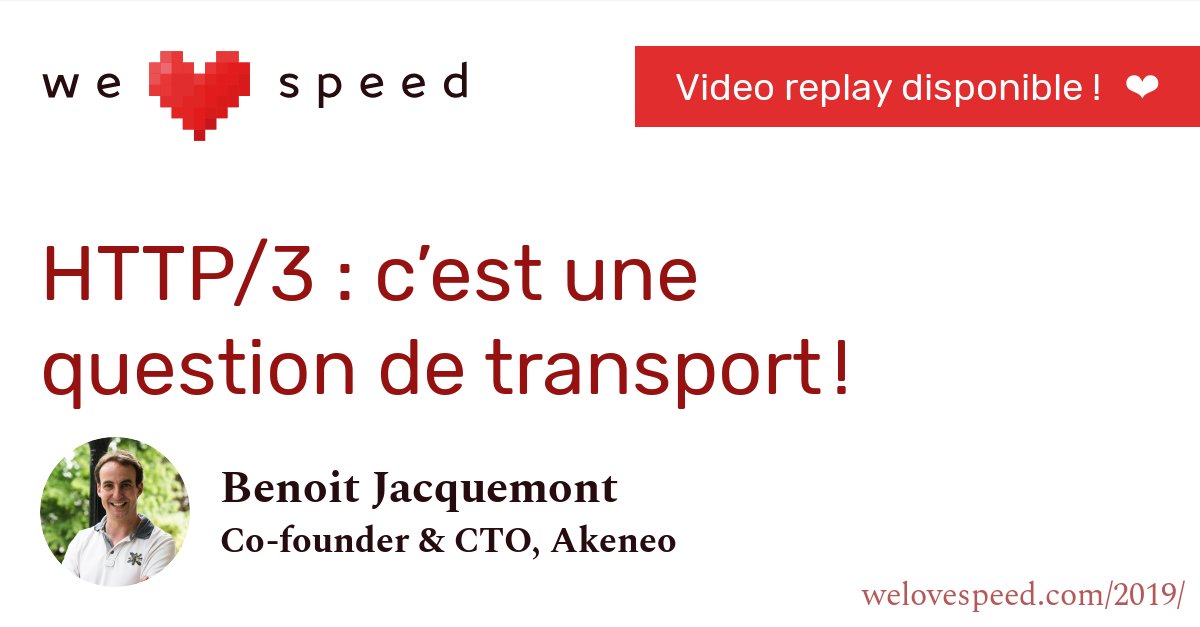 we ❤ speed
Video replay disponible ! ❤
HTTP/3 : c’est une
question de transport !
Benoit Jacquemont
Co-founder & CTO, Akeneo
welovespeed.com/2019/